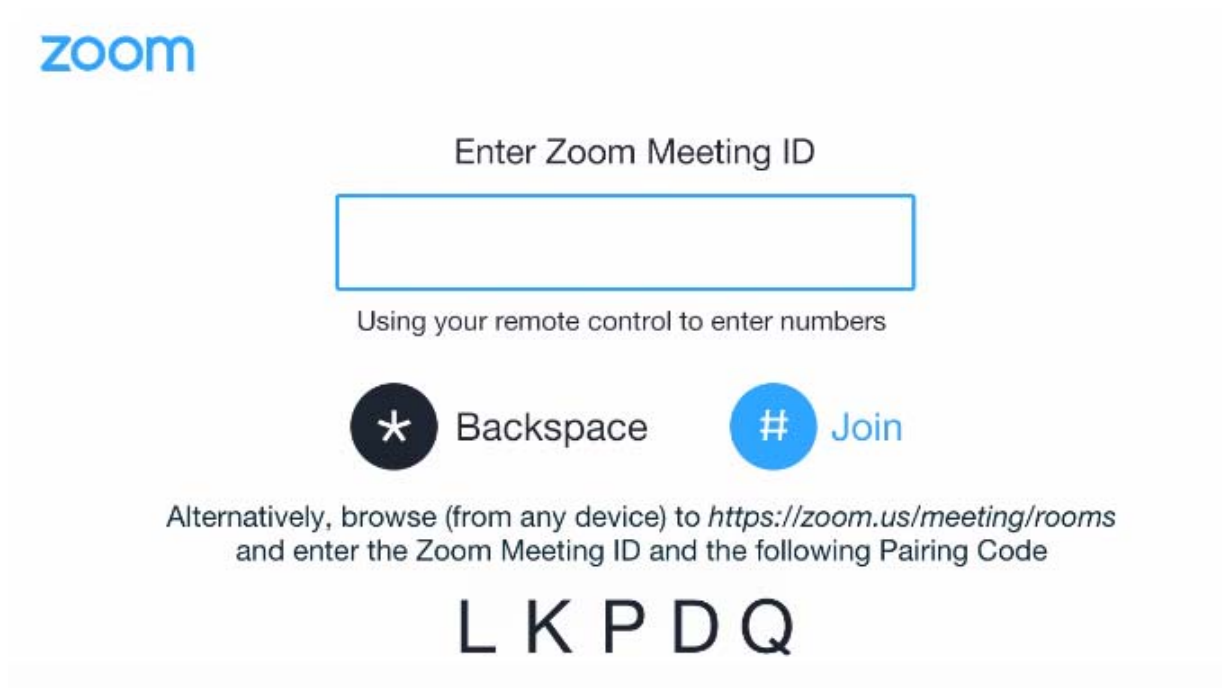 zoom
Enter Zoom Meeting ID
Using your remote control to enter numbers
* Backspace # Join
Alternatively, browse (from any device) to https://zoom.us/meeting/rooms
and enter the Zoom Meeting ID and the following Pairing Code
L K P D Q